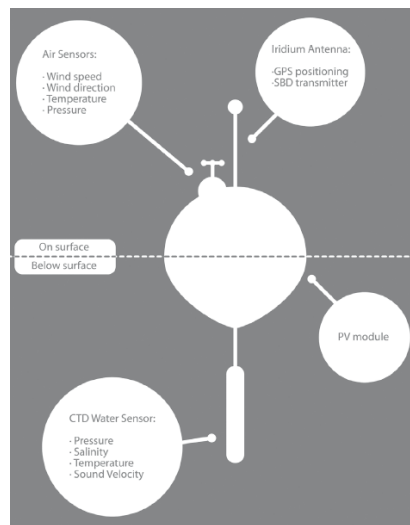 Air Sensors:
· Wind speed
· Wind direction
· Temperature
· Pressure
Iridium Antenna:
·GPS positioning
·SBD transmitter
On surface
Below surface
PV module
CTD Water Sensor:
· Pressure
· Salinity
· Temperature
· Sound Velocity